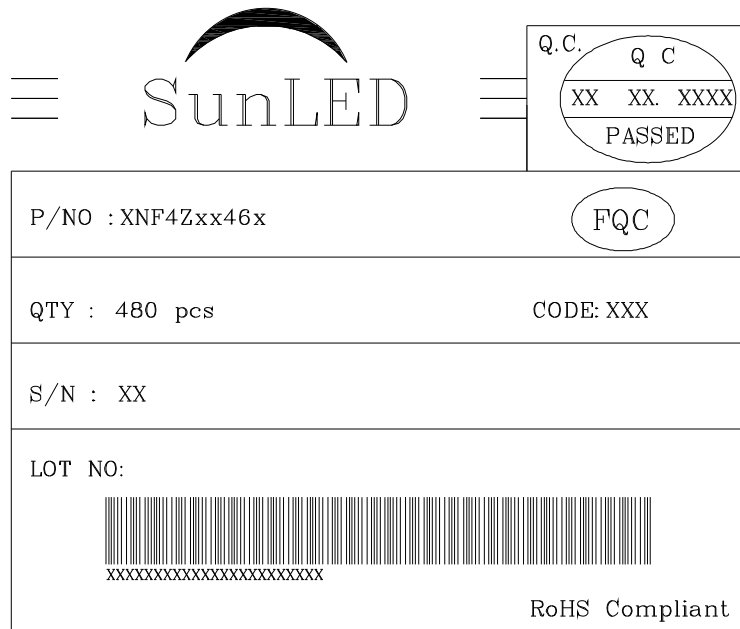 SunLED
Q.C.
Q C
XX XX. XXXX
PASSED
P/NO : XNF4Zxx46x
FQC
QTY : 480 pcs
CODE: XXX
S/N : XX
LOT NO:
XXXXXXXXXXXXXXXXXXXXXXX
RoHS Compliant